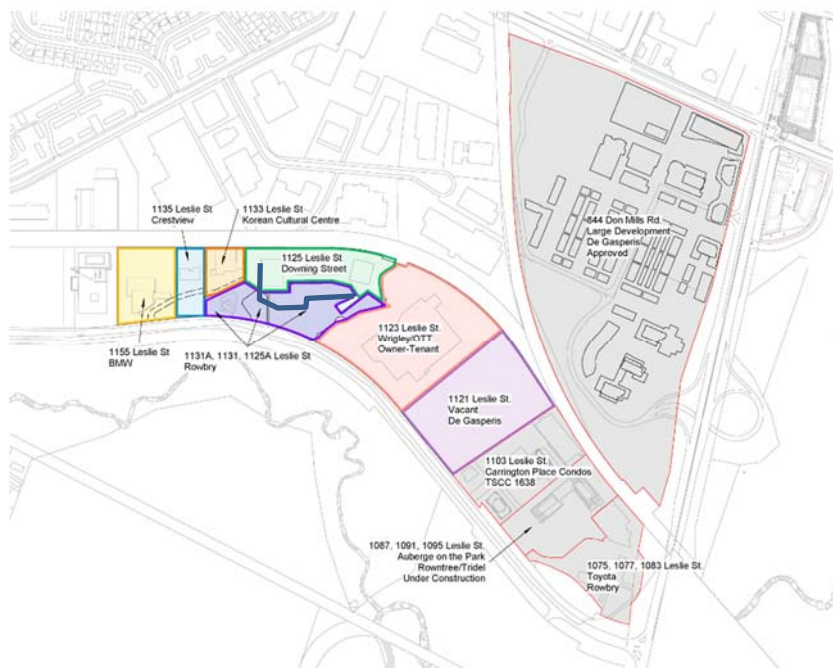 1135 Leslie St
Crestview
1133 Leslie St
Korean Cultural Centre
1125 Leslie St
Downing Street
844 Don Mills Rd.
Large Development
De Gasperis
Approved
1123 Leslie St.
Wrigley/OTT
Owner-Tenant
1155 Leslie St
BMW
1131A, 1131, 1125A Leslie St
Rowbry
1121 Leslie St.
Vacant
De Gasperis
1103 Leslie St.
Carrington Place Condos
TSCC 1638
1087, 1091, 1095 Leslie St.
Auberge on the Park
Rowntree/Tridel
Under Construction
1075, 1077, 1083 Leslie St.
Toyota
Rowbry